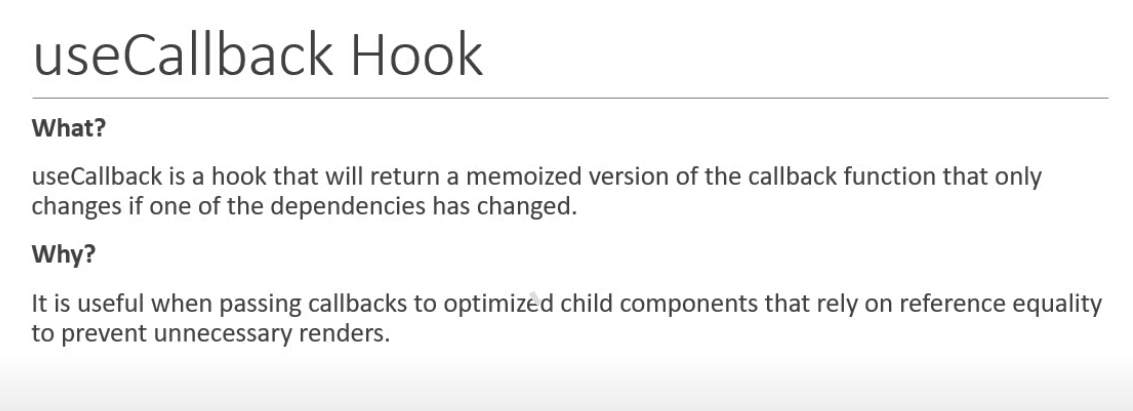 useCallback Hook
What?
useCallback is a hook that will return a memoized version of the callback function that only
changes if one of the dependencies has changed.
Why?
It is useful when passing callbacks to optimized child components that rely on reference equality
to prevent unnecessary renders.